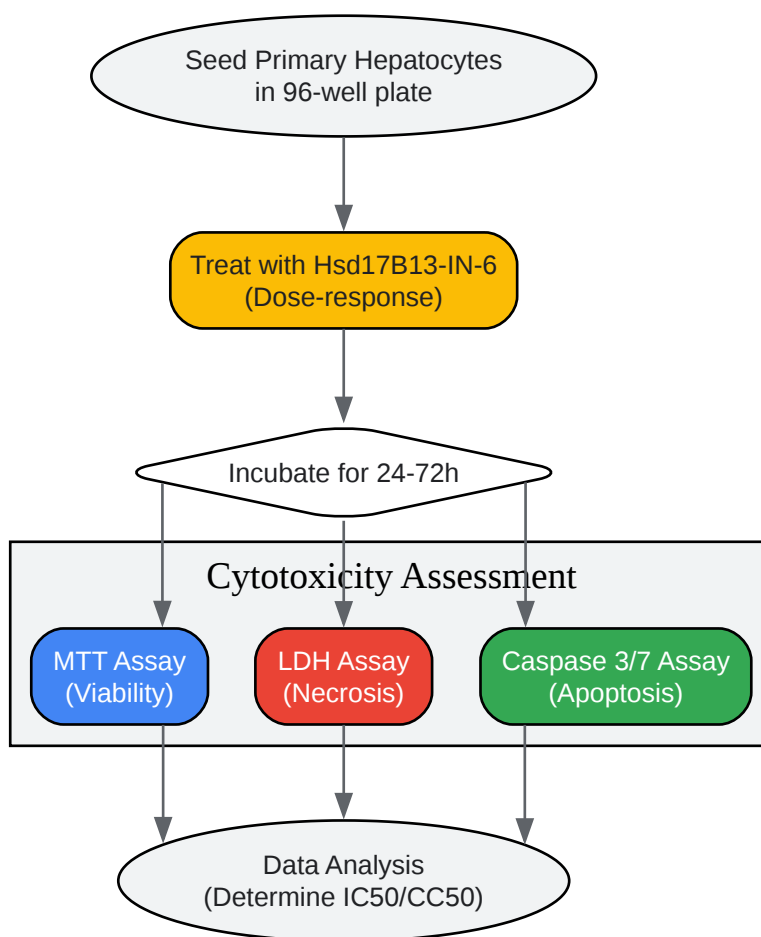 Seed Primary Hepatocytes
in 96-well plate
Treat with Hsd17B13-IN-6
(Dose-response)
Incubate for 24-72h
Cytotoxicity Assessment
MTT Assay
(Viability)
LDH Assay
(Necrosis)
Caspase 3/7 Assay
(Apoptosis)
Data Analysis
(Determine IC50/CC50)